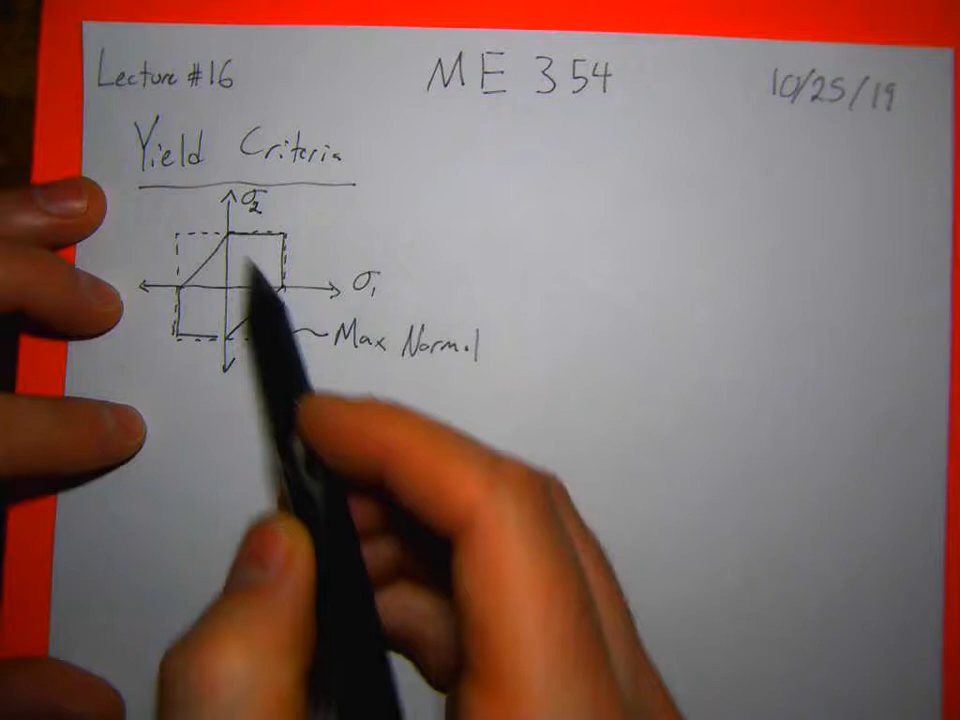 Lecture #16
ME 354
10/25/19
Yield Criteria
σ2
σ1
Max Normal